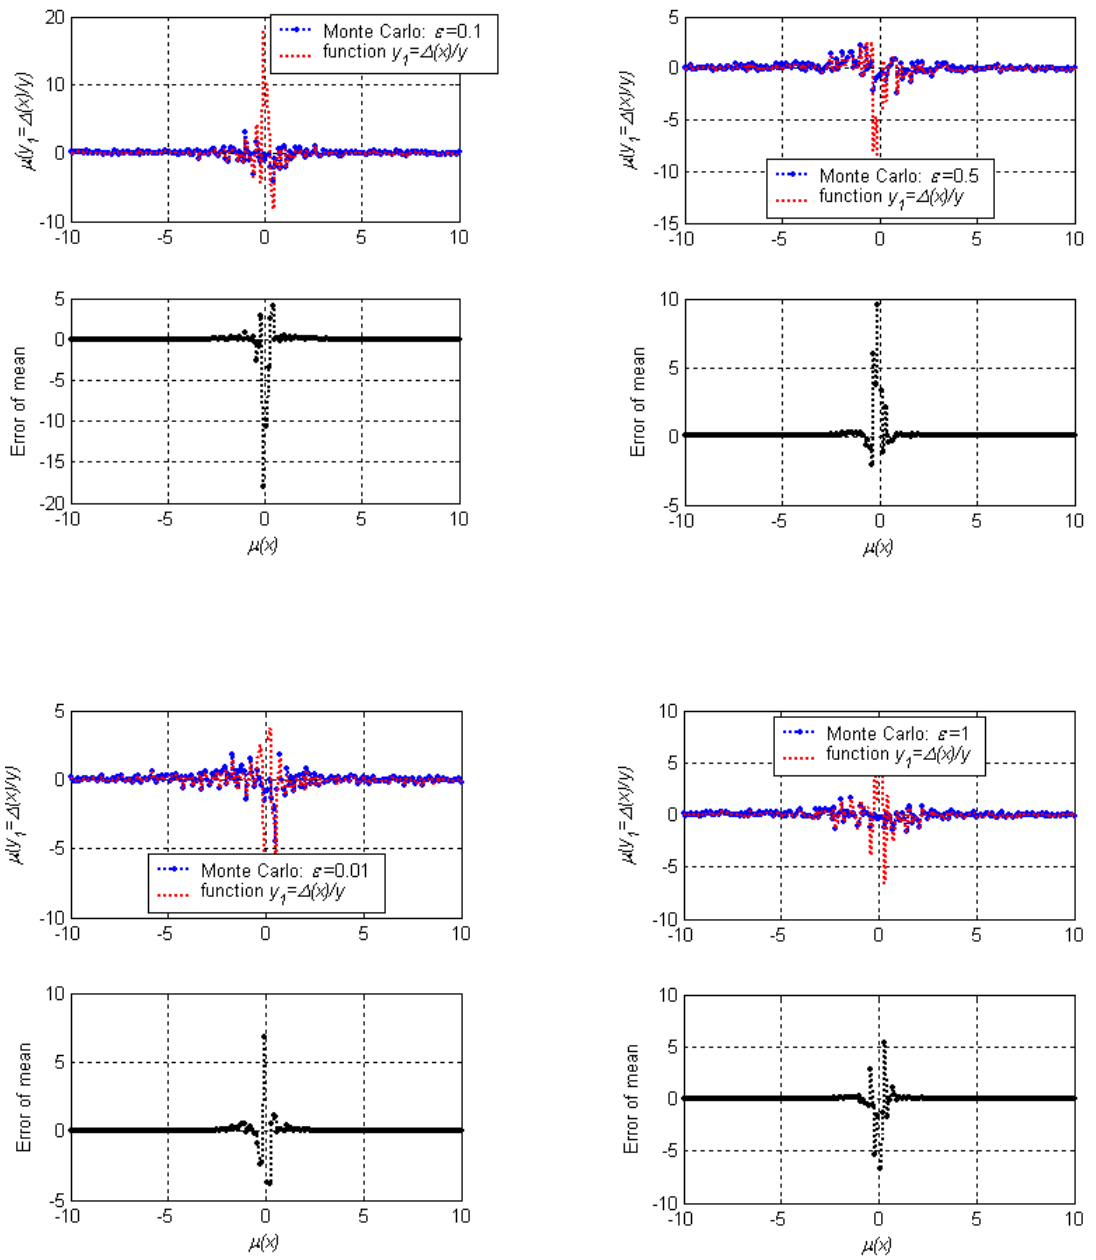 20
10
0
-10
-10 -5 0 5 10
μ(y1=Δ(x)/y)
Monte Carlo: ε=0.1
function y1=Δ(x)/y
5
0
-5
-10
-15
-20
-10 -5 0 5 10
Error of mean
μ(x)
5
0
-5
-10
-15
-10 -5 0 5 10
μ(y1=Δ(x)/y)
Monte Carlo: ε=0.5
function y1=Δ(x)/y
10
5
0
-5
-10 -5 0 5 10
Error of mean
μ(x)
5
0
-5
-10
-10 -5 0 5 10
μ(y1=Δ(x)/y)
Monte Carlo: ε=0.01
function y1=Δ(x)/y
10
5
0
-5
-10 -5 0 5 10
Error of mean
μ(x)
10
5
0
-5
-10
-10 -5 0 5 10
μ(y1=Δ(x)/y)
Monte Carlo: ε=1
function y1=Δ(x)/y
10
5
0
-5
-10
-10 -5 0 5 10
Error of mean
μ(x)